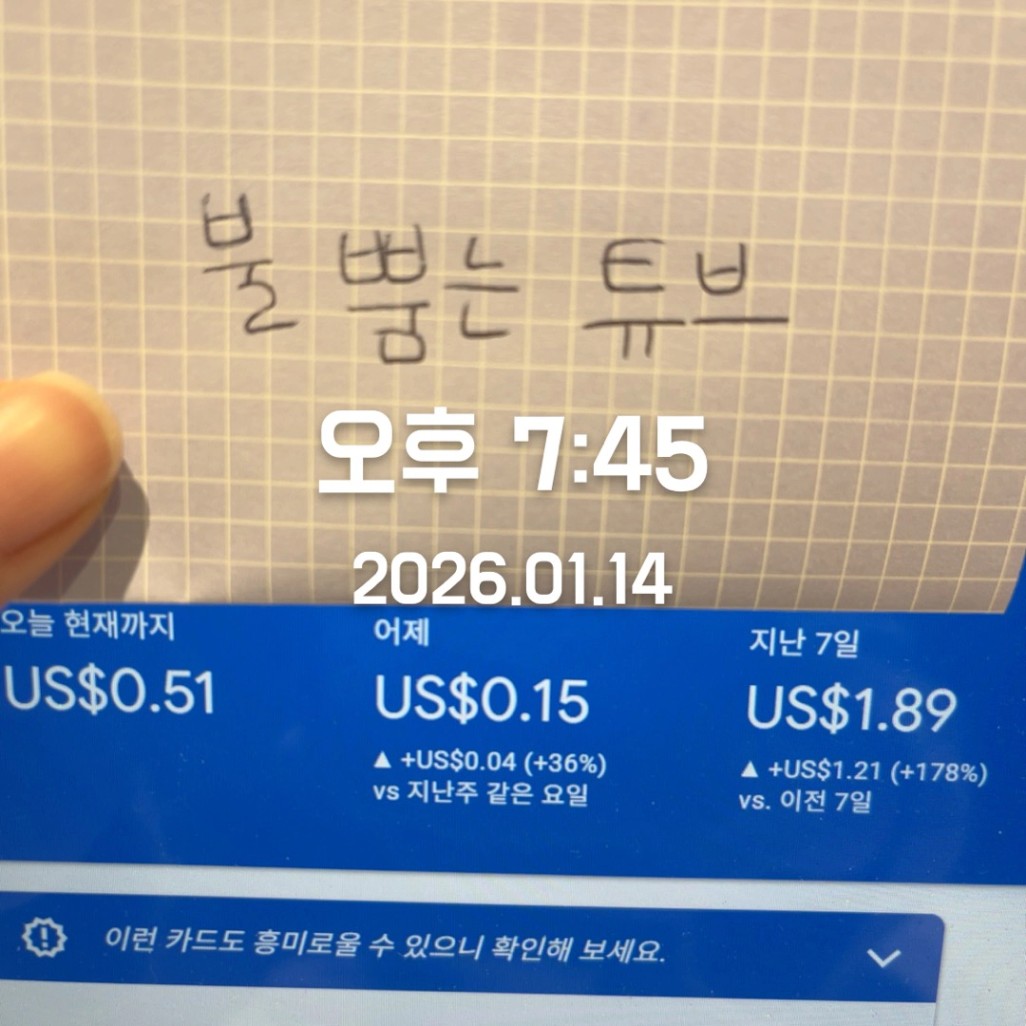 불 뿜는 튜브
오후 7:45
2026.01.14
오늘 현재까지
US$0.51
어제
US$0.15
▲ +US$0.04 (+36%)
vs 지난주 같은 요일
지난 7일
US$1.89
▲ +US$1.21 (+178%)
vs. 이전 7일
이런 카드도 흥미로울 수 있으니 확인해 보세요.